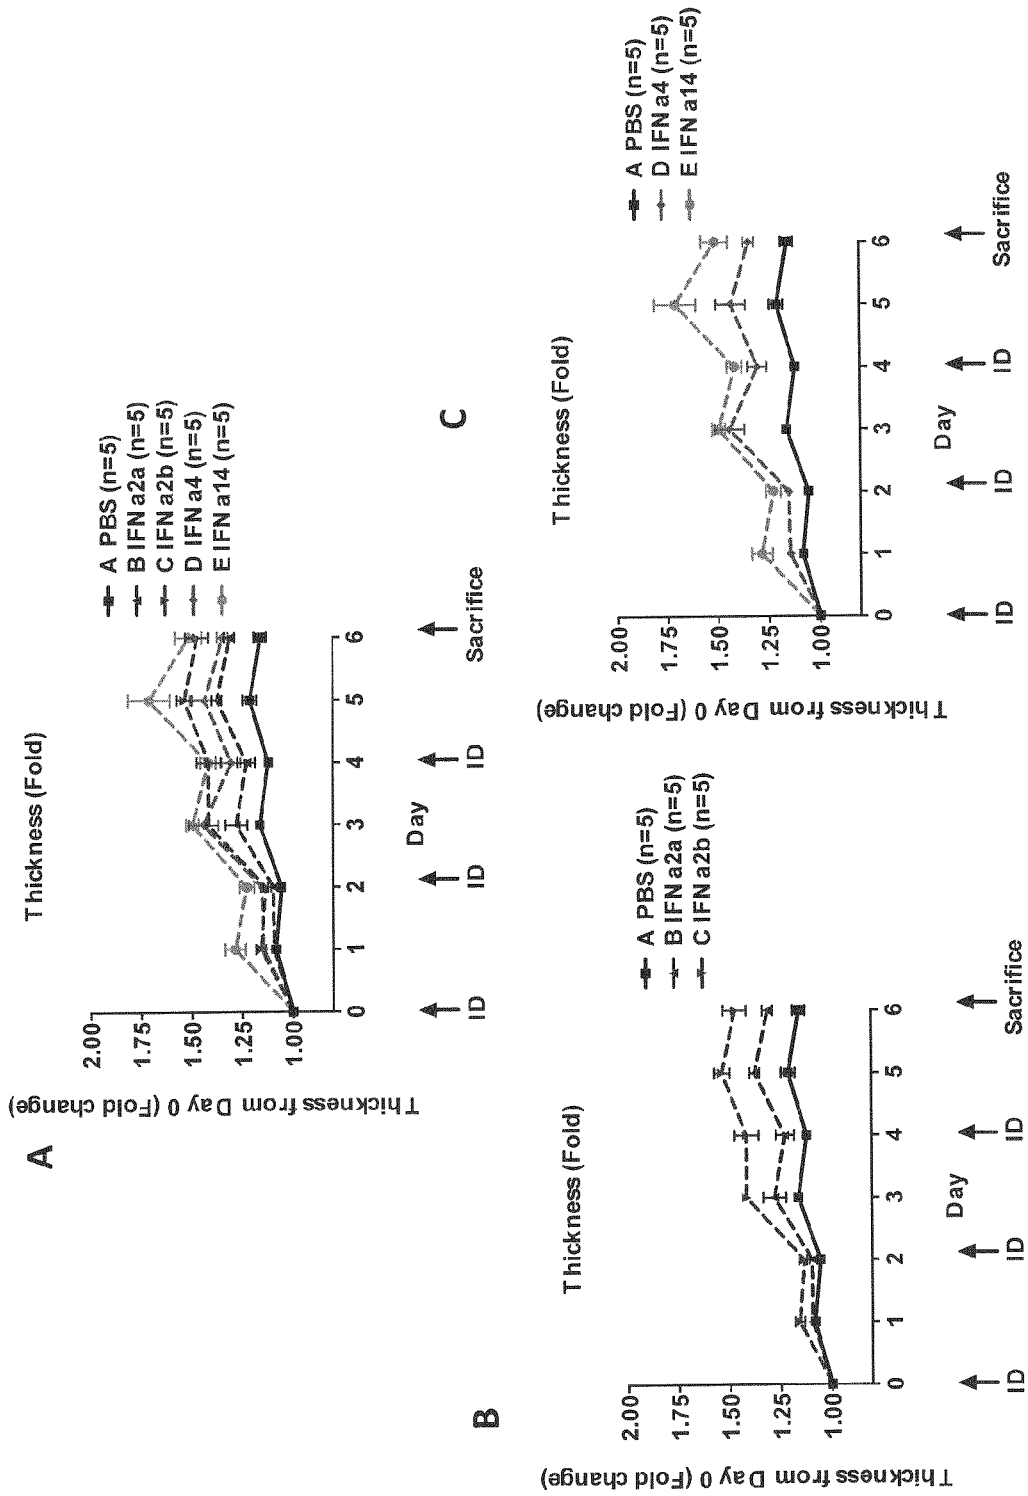 A
Thickness (Fold)
Thickness from Day 0 (Fold change)
2.00
1.75
1.50
1.25
1.00
0 1 2 3 4 5 6
Day
ID ID ID Sacrifice
A PBS (n=5)
B IFN a2a (n=5)
C IFN a2b (n=5)
D IFN a4 (n=5)
E IFN a14 (n=5)
B
Thickness (Fold)
Thickness from Day 0 (Fold change)
2.00
1.75
1.50
1.25
1.00
0 1 2 3 4 5 6
Day
ID ID ID Sacrifice
A PBS (n=5)
B IFN a2a (n=5)
C IFN a2b (n=5)
C
Thickness (Fold)
Thickness from Day 0 (Fold change)
2.00
1.75
1.50
1.25
1.00
0 1 2 3 4 5 6
Day
ID ID ID Sacrifice
A PBS (n=5)
D IFN a4 (n=5)
E IFN a14 (n=5)